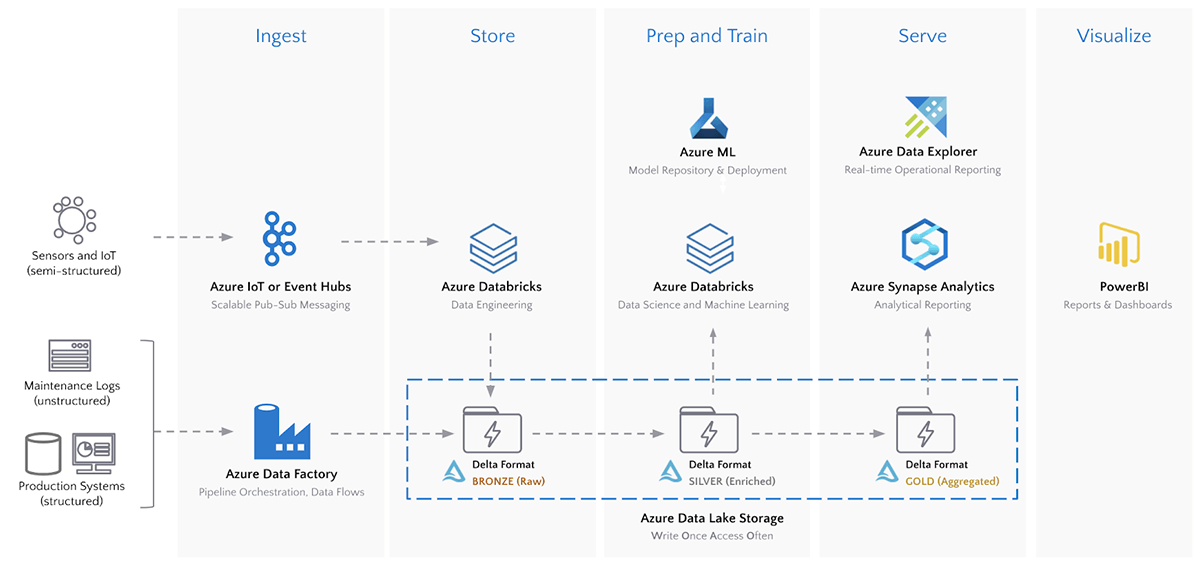 Ingest
Store
Prep and Train
Serve
Visualize
Azure ML
Model Repository & Deployment
Azure Data Explorer
Real-time Operational Reporting
Sensors and IoT
(semi-structured)
Azure IoT or Event Hubs
Scalable Pub-Sub Messaging
Azure Databricks
Data Engineering
Azure Databricks
Data Science and Machine Learning
Azure Synapse Analytics
Analytical Reporting
PowerBI
Reports & Dashboards
Maintenance Logs
(unstructured)
Production Systems
(structured)
Azure Data Factory
Pipeline Orchestration, Data Flows
Delta Format
BRONZE (Raw)
Delta Format
SILVER (Enriched)
Delta Format
GOLD (Aggregated)
Azure Data Lake Storage
Write Once Access Often